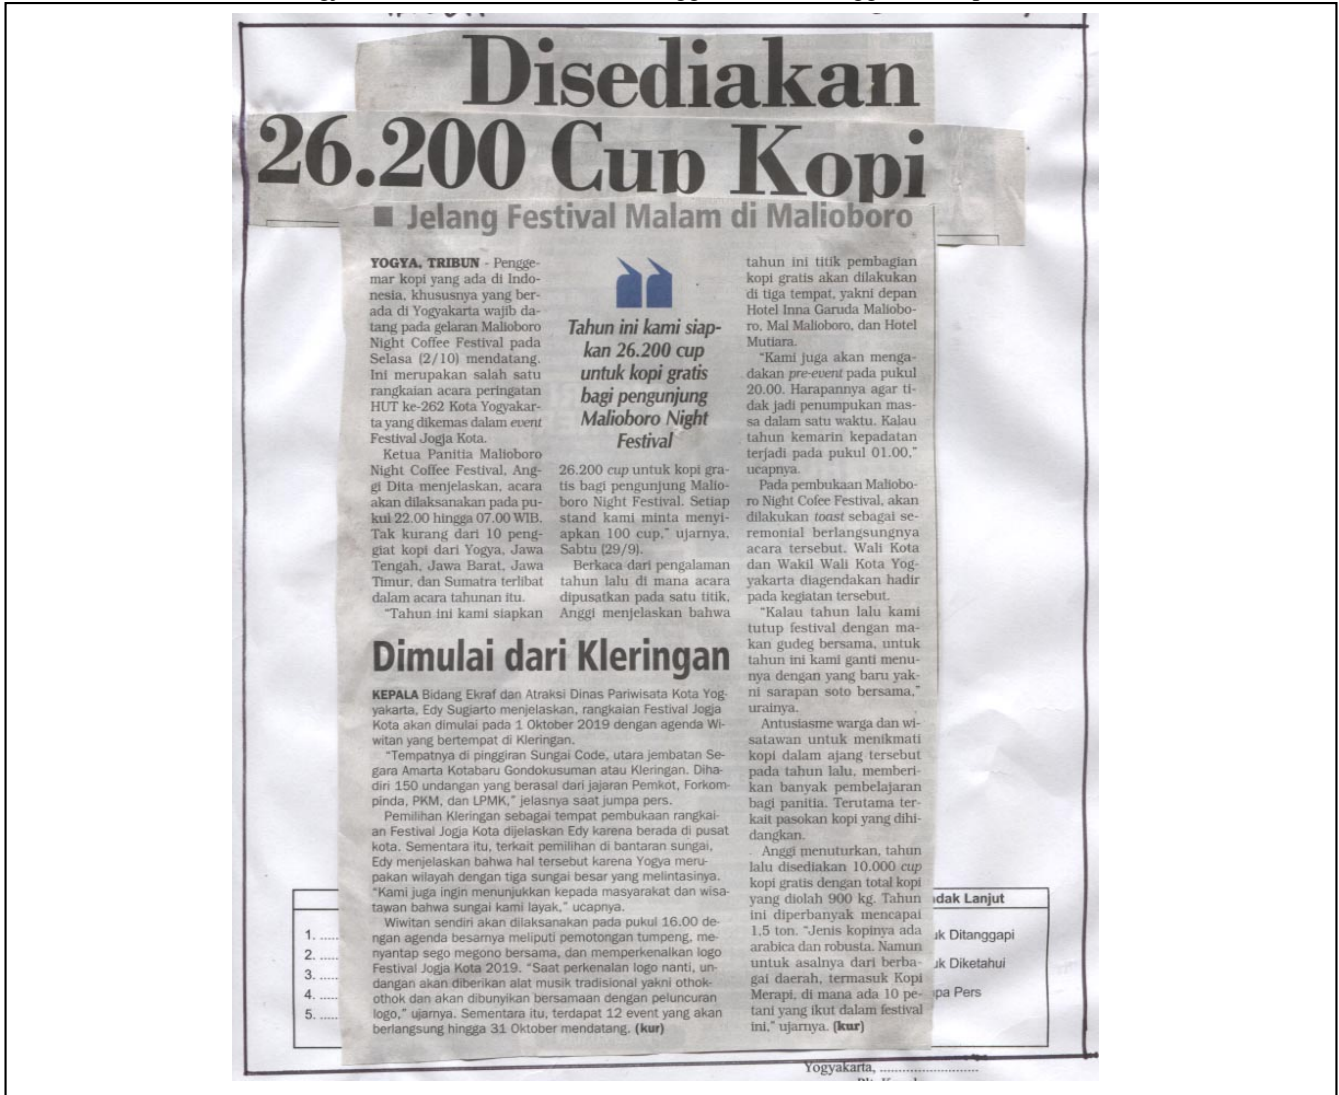 Disediakan
26.200 Cup Kopi
■ Jelang Festival Malam di Malioboro
YOGYA, TRIBUN - Pengge-
mar kopi yang ada di Indo-
nesia, khususnya yang ber-
ada di Yogyakarta wajib da-
tang pada gelaran Malioboro
Night Coffee Festival pada
Selasa (2/10) mendatang.
Ini merupakan salah satu
rangkaian acara peringatan
HUT ke-262 Kota Yogyakar-
ta yang dikemas dalam event
Festival Jogja Kota.
Ketua Panitia Malioboro
Night Coffee Festival, Ang-
gi Dita menjelaskan, acara
akan dilaksanakan pada pu-
kul 22.00 hingga 07.00 WIB.
Tak kurang dari 10 peng-
giat kopi dari Yogya, Jawa
Tengah, Jawa Barat, Jawa
Timur, dan Sumatra terlibat
dalam acara tahunan itu.
"Tahun ini kami siapkan
Tahun ini kami siap-
kan 26.200 cup
untuk kopi gratis
bagi pengunjung
Malioboro Night
Festival
26.200 cup untuk kopi gra-
tis bagi pengunjung Malio-
boro Night Festival. Setiap
stand kami minta menyi-
apkan 100 cup," ujarnya,
Sabtu (29/9).
Berkaca dari pengalaman
tahun lalu di mana acara
dipusatkan pada satu titik,
Anggi menjelaskan bahwa
tahun ini titik pembagian
kopi gratis akan dilakukan
di tiga tempat, yakni depan
Hotel Inna Garuda Maliobo-
ro, Mal Malioboro, dan Hotel
Mutiara.
"Kami juga akan menga-
dakan pre-event pada pukul
20.00. Harapannya agar ti-
dak jadi penumpukan mas-
sa dalam satu waktu. Kalau
tahun kemarin kepadatan
terjadi pada pukul 01.00,"
ucapnya.
Pada pembukaan Maliobo-
ro Night Cofee Festival, akan
dilakukan toast sebagai se-
remonial berlangsungnya
acara tersebut. Wali Kota
dan Wakil Wali Kota Yog-
yakarta diagendakan hadir
pada kegiatan tersebut.
"Kalau tahun lalu kami
tutup festival dengan ma-
kan gudeg bersama, untuk
tahun ini kami ganti menu-
nya dengan yang baru yak-
ni sarapan soto bersama,"
urainya.
Antusiasme warga dan wi-
satawan untuk menikmati
kopi dalam ajang tersebut
pada tahun lalu, memberi-
kan banyak pembelajaran
bagi panitia. Terutama ter-
kait pasokan kopi yang dihi-
dangkan.
Anggi menuturkan, tahun
lalu disediakan 10.000 cup
kopi gratis dengan total kopi
yang diolah 900 kg. Tahun
ini diperbanyak mencapai
1,5 ton. "Jenis kopinya ada
arabica dan robusta. Namun
untuk asalnya dari berba-
gai daerah, termasuk Kopi
Merapi, di mana ada 10 pe-
tani yang ikut dalam festival
ini," ujarnya. (kur)
Dimulai dari Kleringan
KEPALA Bidang Ekraf dan Atraksi Dinas Pariwisata Kota Yog-
yakarta, Edy Sugiarto menjelaskan, rangkaian Festival Jogja
Kota akan dimulai pada 1 Oktober 2019 dengan agenda Wi-
witan yang bertempat di Kleringan.
"Tempatnya di pinggiran Sungai Code, utara jembatan Se-
gara Amarta Kotabaru Gondokusuman atau Kleringan. Diha-
diri 150 undangan yang berasal dari jajaran Pemkot, Forkom-
pinda, PKM, dan LPMK," jelasnya saat jumpa pers.
Pemilihan Kleringan sebagai tempat pembukaan rangkai-
an Festival Jogja Kota dijelaskan Edy karena berada di pusat
kota. Sementara itu, terkait pemilihan di bantaran sungai,
Edy menjelaskan bahwa hal tersebut karena Yogya meru-
pakan wilayah dengan tiga sungai besar yang melintasinya.
"Kami juga ingin menunjukkan kepada masyarakat dan wisa-
tawan bahwa sungai kami layak," ucapnya.
Wiwitan sendiri akan dilaksanakan pada pukul 16.00 de-
ngan agenda besarnya meliputi pemotongan tumpeng, me-
nyantap sego megono bersama, dan memperkenalkan logo
Festival Jogja Kota 2019. "Saat perkenalan logo nanti, un-
dangan akan diberikan alat musik tradisional yakni othok-
othok dan akan dibunyikan bersamaan dengan peluncuran
logo," ujarnya. Sementara itu, terdapat 12 event yang akan
berlangsung hingga 31 Oktober mendatang. (kur)
1. .....
2. .....
3. .....
4. .....
5. .....
dak Lanjut
uk Ditanggapi
uk Diketahui
pa Pers
Yogyakarta, ............................